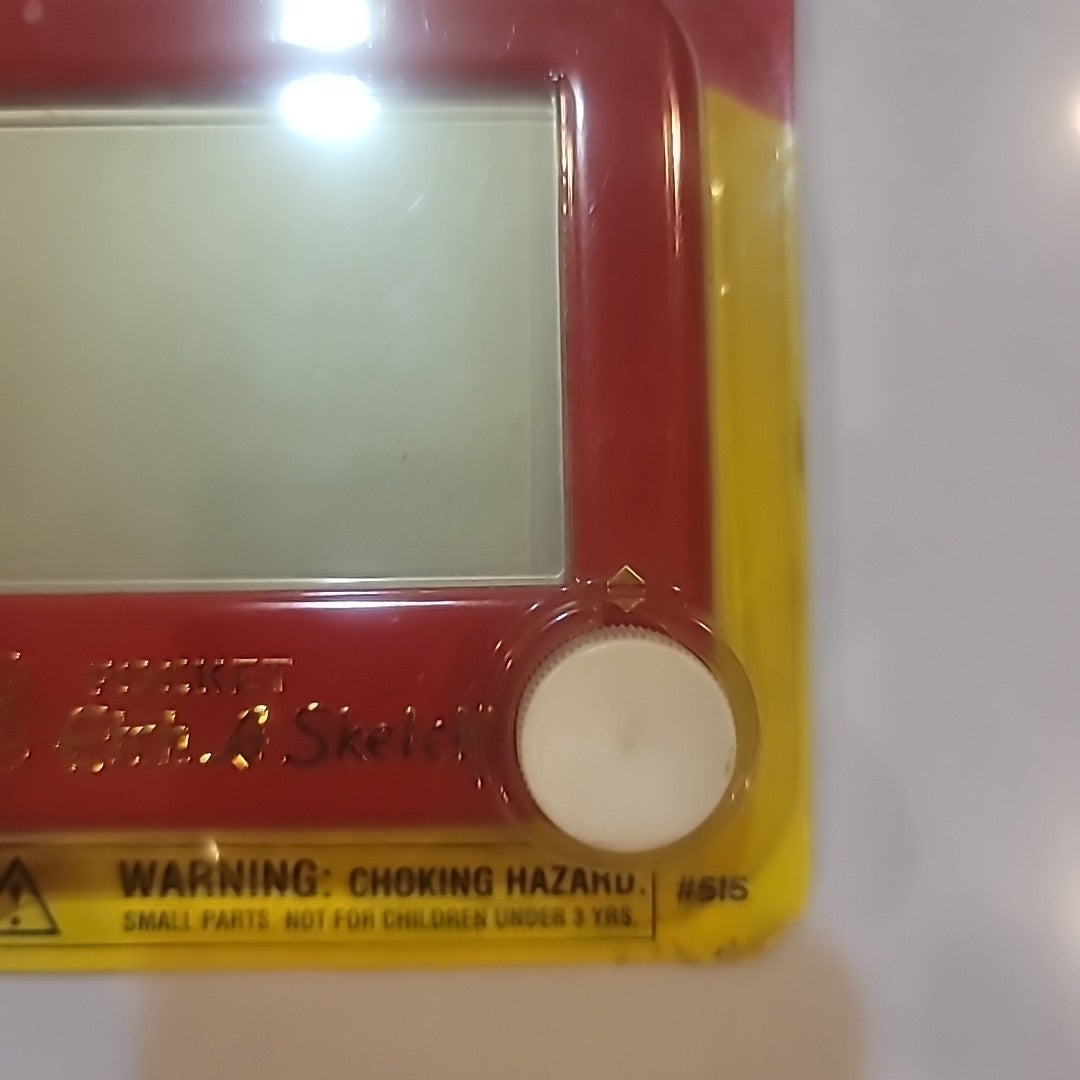 POCKET
Etch A Sketch
WARNING: CHOKING HAZARD.
SMALL PARTS. NOT FOR CHILDREN UNDER 3 YRS.
#515